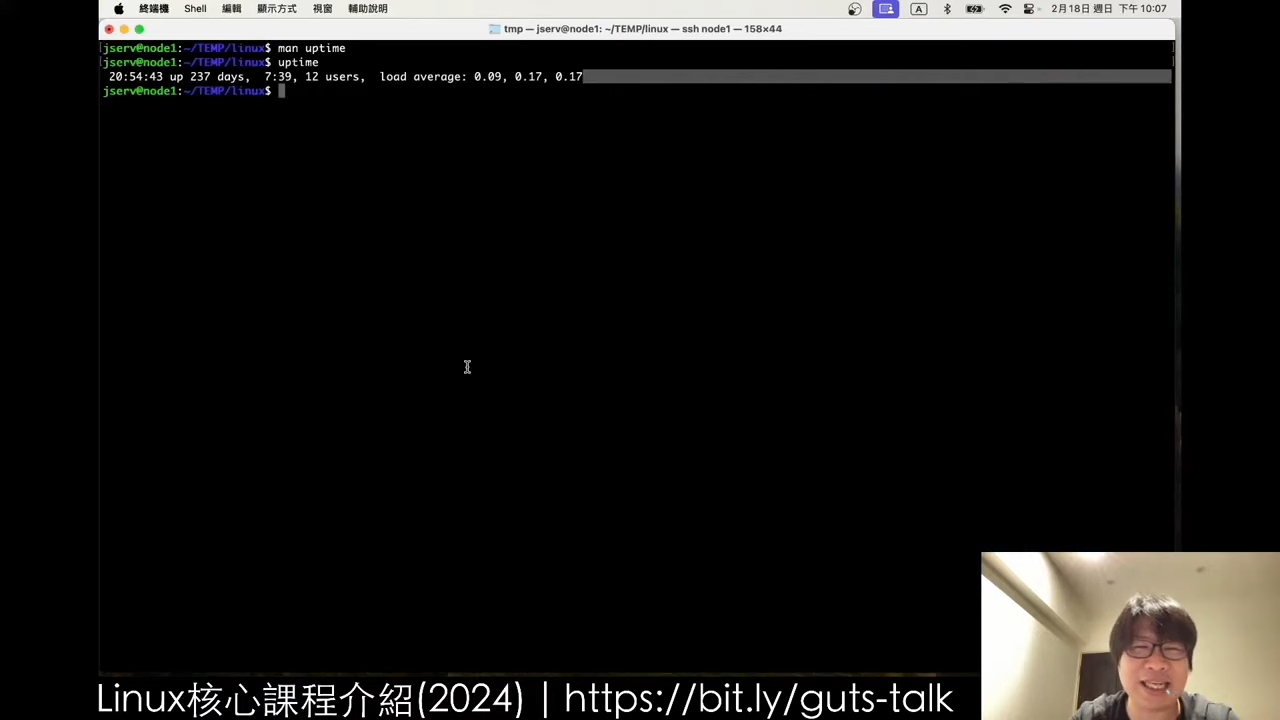 終端機 Shell 編輯 顯示方式 視窗 輔助說明 A 2月18日 週日 下午10:07
tmp — jserv@node1: ~/TEMP/linux — ssh node1 — 158×44
jserv@node1:~/TEMP/linux$ man uptime
jserv@node1:~/TEMP/linux$ uptime
20:54:43 up 237 days,  7:39, 12 users,  load average: 0.09, 0.17, 0.17
jserv@node1:~/TEMP/linux$
Linux核心課程介紹(2024) | https://bit.ly/guts-talk